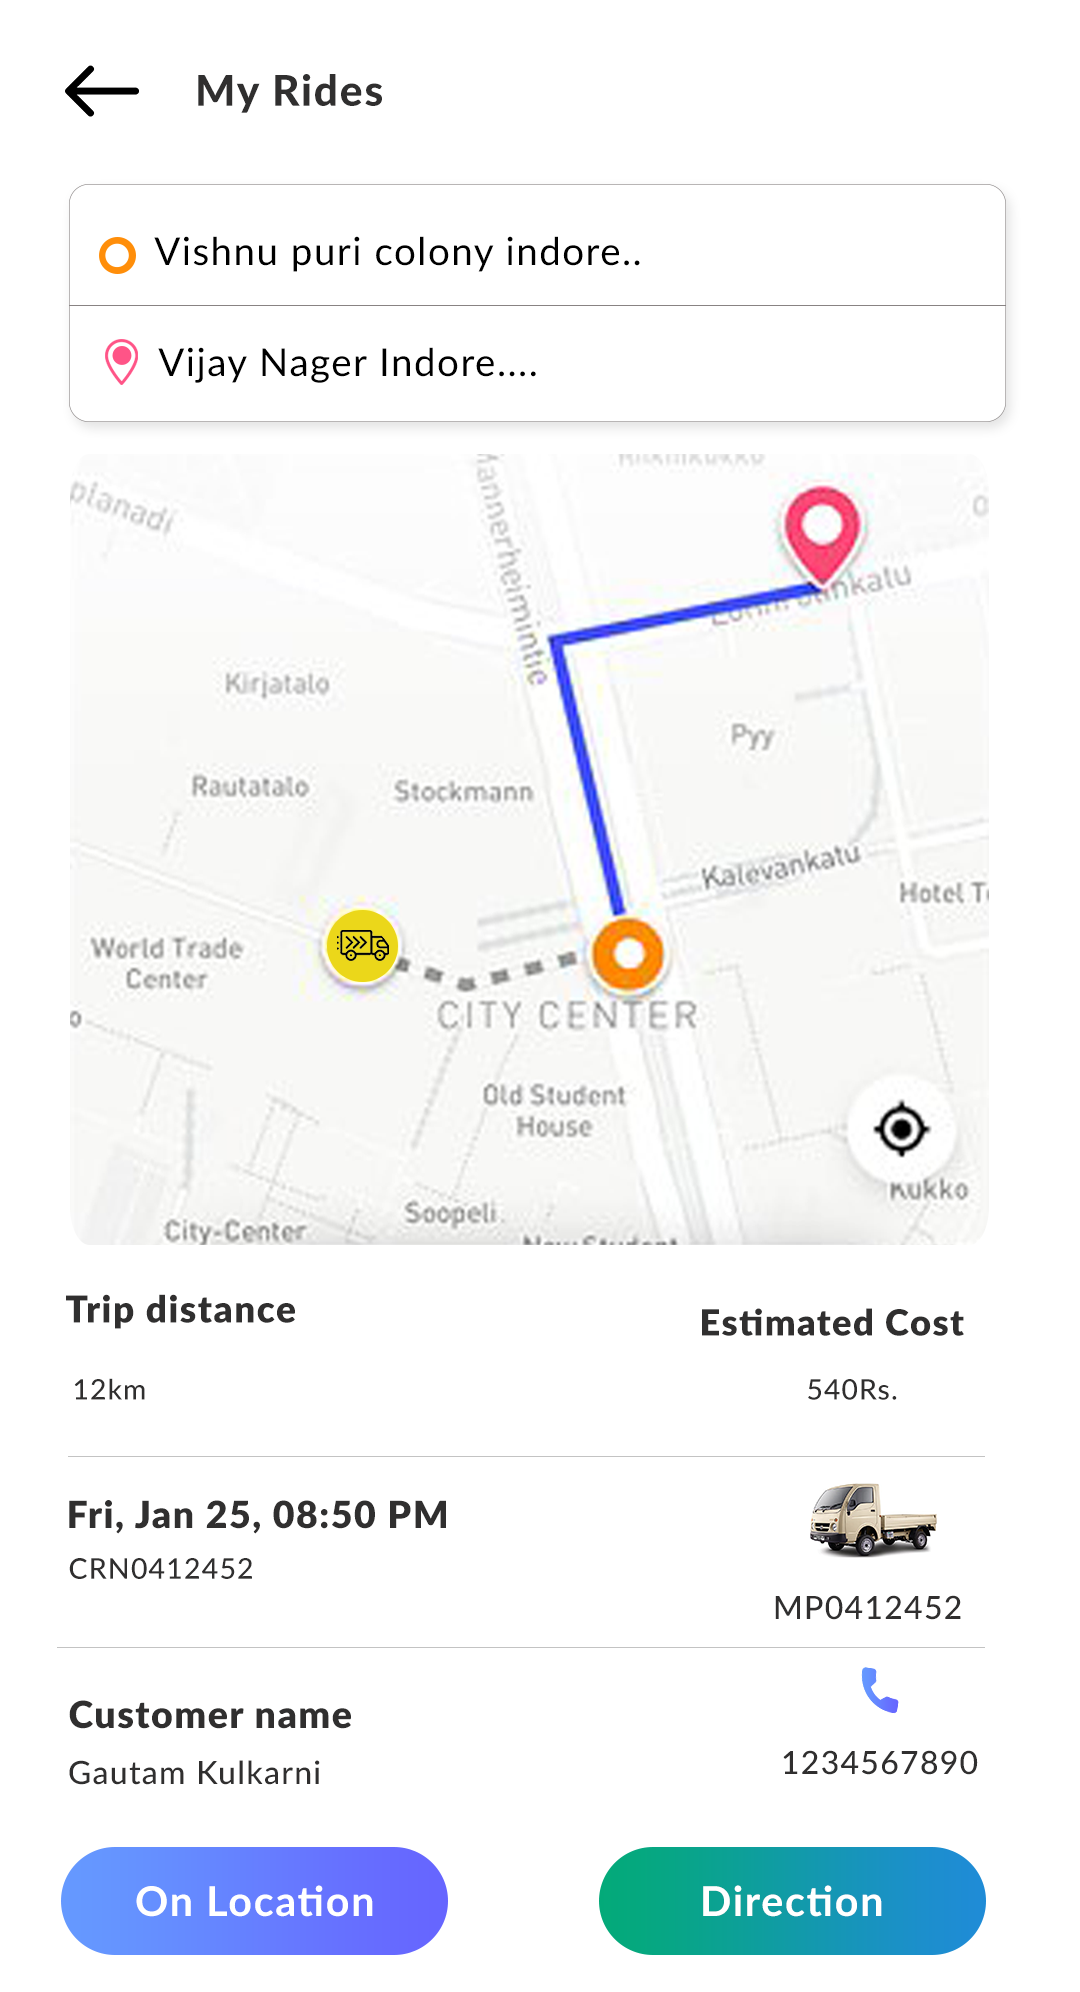 My Rides
Vishnu puri colony indore..
Vijay Nager Indore....
planadi
Mannerheimintie
Kirjatalo
Pyy
Rautatalo
Stockmann
Kalevankatu
Hotel T
World Trade
Center
CITY CENTER
Old Student
House
Kukko
Soopeli
City-Center
New Student
Trip distance
Estimated Cost
12km
540Rs.
Fri, Jan 25, 08:50 PM
CRN0412452
MP0412452
Customer name
Gautam Kulkarni
1234567890
On Location
Direction